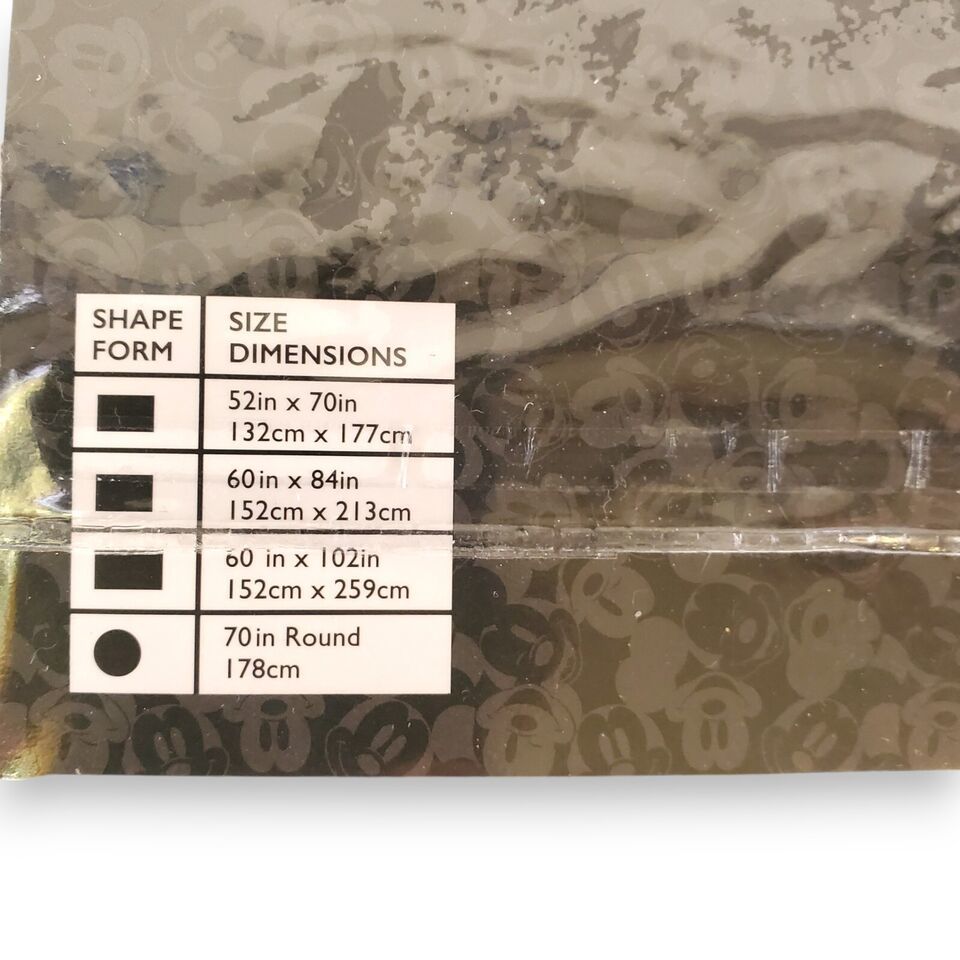 SHAPE
FORM
SIZE
DIMENSIONS
52in x 70in
132cm x 177cm
60in x 84in
152cm x 213cm
60 in x 102in
152cm x 259cm
70in Round
178cm